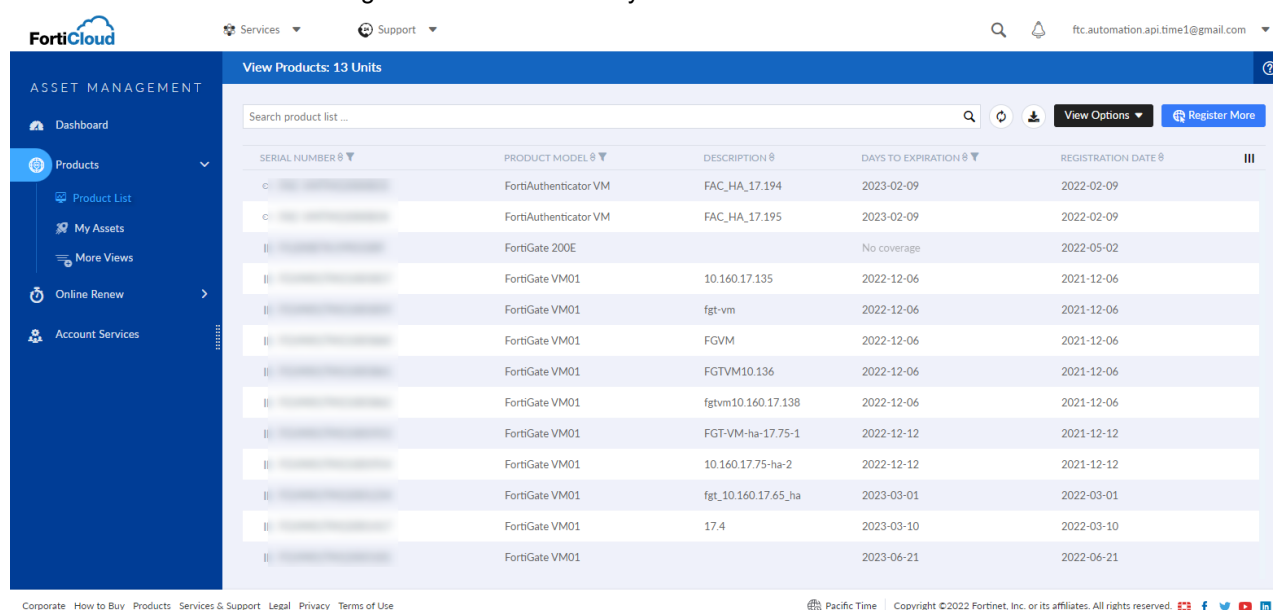 FortiCloud Services Support ftc.automation.api.time1@gmail.com
ASSET MANAGEMENT
Dashboard
Products
Product List
My Assets
More Views
Online Renew
Account Services
View Products: 13 Units
Search product list ... View Options Register More
SERIAL NUMBER PRODUCT MODEL DESCRIPTION DAYS TO EXPIRATION REGISTRATION DATE
FortiAuthenticator VM FAC_HA_17.194 2023-02-09 2022-02-09
FortiAuthenticator VM FAC_HA_17.195 2023-02-09 2022-02-09
FortiGate 200E No coverage 2022-05-02
FortiGate VM01 10.160.17.135 2022-12-06 2021-12-06
FortiGate VM01 fgt-vm 2022-12-06 2021-12-06
FortiGate VM01 FGVM 2022-12-06 2021-12-06
FortiGate VM01 FGTVM10.136 2022-12-06 2021-12-06
FortiGate VM01 fgtvm10.160.17.138 2022-12-06 2021-12-06
FortiGate VM01 FGT-VM-ha-17.75-1 2022-12-12 2021-12-12
FortiGate VM01 10.160.17.75-ha-2 2022-12-12 2021-12-12
FortiGate VM01 fgt_10.160.17.65_ha 2023-03-01 2022-03-01
FortiGate VM01 17.4 2023-03-10 2022-03-10
FortiGate VM01 2023-06-21 2022-06-21
Corporate How to Buy Products Services & Support Legal Privacy Terms of Use Pacific Time Copyright ©2022 Fortinet, Inc. or its affiliates. All rights reserved.